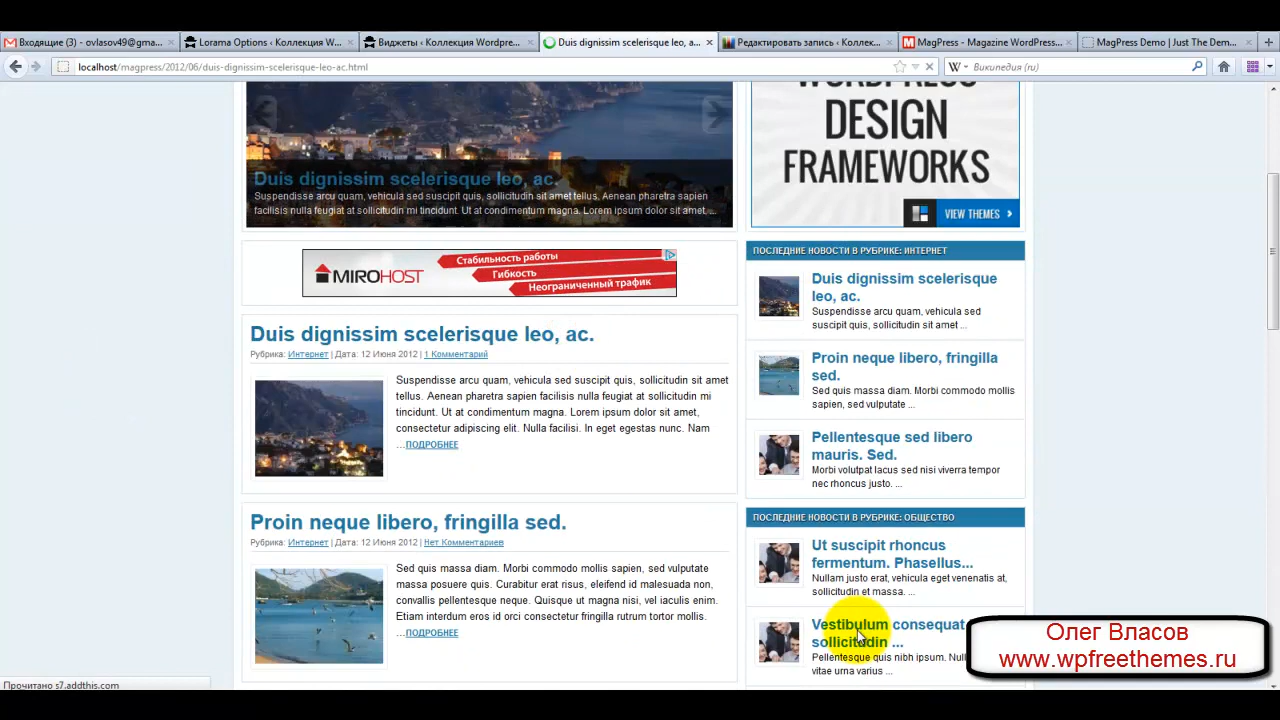 Входящие (3) - ovlasov49@gma...
Lorama Options ‹ Коллекция W...
Виджеты ‹ Коллекция Wordpre...
Duis dignissim scelerisque leo, a...
Редактировать запись ‹ Коллек...
MagPress - Magazine WordPress...
MagPress Demo | Just The Dem...
localhost/magpress/2012/06/duis-dignissim-scelerisque-leo-ac.html
Википедия (ru)
Duis dignissim scelerisque leo, ac.
Suspendisse arcu quam, vehicula sed suscipit quis, sollicitudin sit amet tellus. Aenean pharetra sapien
facilisis nulla feugiat at sollicitudin mi tincidunt. Ut at condimentum magna. Lorem ipsum dolor sit amet, ...
WORDPRESS
DESIGN
FRAMEWORKS
VIEW THEMES
MIROHOST
Стабильность работы
Гибкость
Неограниченный трафик
Duis dignissim scelerisque leo, ac.
Рубрика: Интернет | Дата: 12 Июня 2012 | 1 Комментарий
Suspendisse arcu quam, vehicula sed suscipit quis, sollicitudin sit amet
tellus. Aenean pharetra sapien facilisis nulla feugiat at sollicitudin mi
tincidunt. Ut at condimentum magna. Lorem ipsum dolor sit amet,
consectetur adipiscing elit. Nulla facilisi. In eget egestas nunc. Nam
...ПОДРОБНЕЕ
Proin neque libero, fringilla sed.
Рубрика: Интернет | Дата: 12 Июня 2012 | Нет Комментариев
Sed quis massa diam. Morbi commodo mollis sapien, sed vulputate
massa posuere quis. Curabitur erat risus, eleifend id malesuada non,
convallis pellentesque neque. Quisque ut magna nisi, vel iaculis enim.
Etiam interdum eros id orci consectetur fringilla rutrum tortor mollis.
...ПОДРОБНЕЕ
ПОСЛЕДНИЕ НОВОСТИ В РУБРИКЕ: ИНТЕРНЕТ
Duis dignissim scelerisque
leo, ac.
Suspendisse arcu quam, vehicula sed
suscipit quis, sollicitudin sit amet ...
Proin neque libero, fringilla
sed.
Sed quis massa diam. Morbi commodo mollis
sapien, sed vulputate ...
Pellentesque sed libero
mauris. Sed.
Morbi volutpat lacus sed nisi viverra tempor
nec rhoncus justo. ...
ПОСЛЕДНИЕ НОВОСТИ В РУБРИКЕ: ОБЩЕСТВО
Ut suscipit rhoncus
fermentum. Phasellus...
Nullam justo erat, vehicula eget venenatis at,
sollicitudin et massa. ...
Vestibulum consequat
sollicitudin ...
Pellentesque quis nibh ipsum.
vitae urna varius ...
Олег Власов
www.wpfreethemes.ru
Прочитано s7.addthis.com